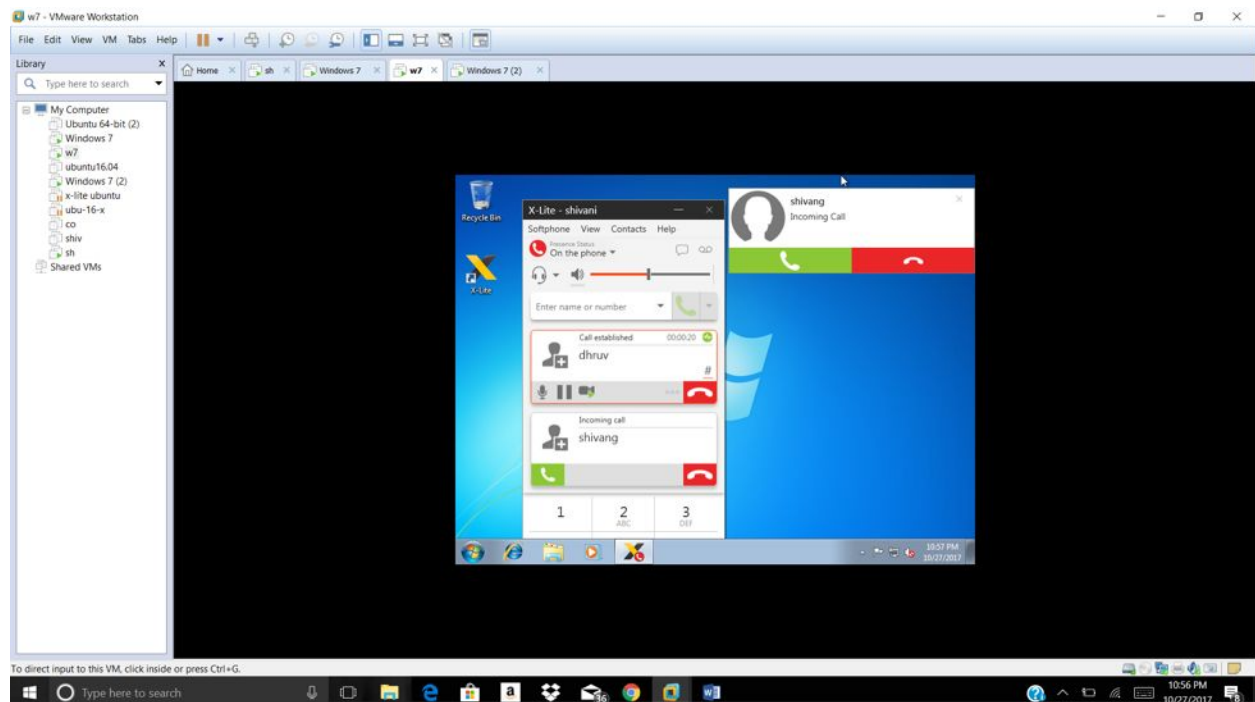 w7 - VMware Workstation
File Edit View VM Tabs Help
Library x
Type here to search
Home × sh × Windows 7 × w7 × Windows 7 (2) ×
My Computer
Ubuntu 64-bit (2)
Windows 7
w7
ubuntu16.04
Windows 7 (2)
x-lite ubuntu
ubu-16-x
co
shiv
sh
Shared VMs
Recycle Bin
X-Lite
X-Lite - shivani
Softphone View Contacts Help
Presence Status
On the phone
Enter name or number
Call established 00:00:20
dhruv
#
Incoming call
shivang
1 2 3
ABC DEF
shivang
Incoming Call
10:57 PM
10/27/2017
To direct input to this VM, click inside or press Ctrl+G.
Type here to search
a
36
10:56 PM
10/27/2017
8